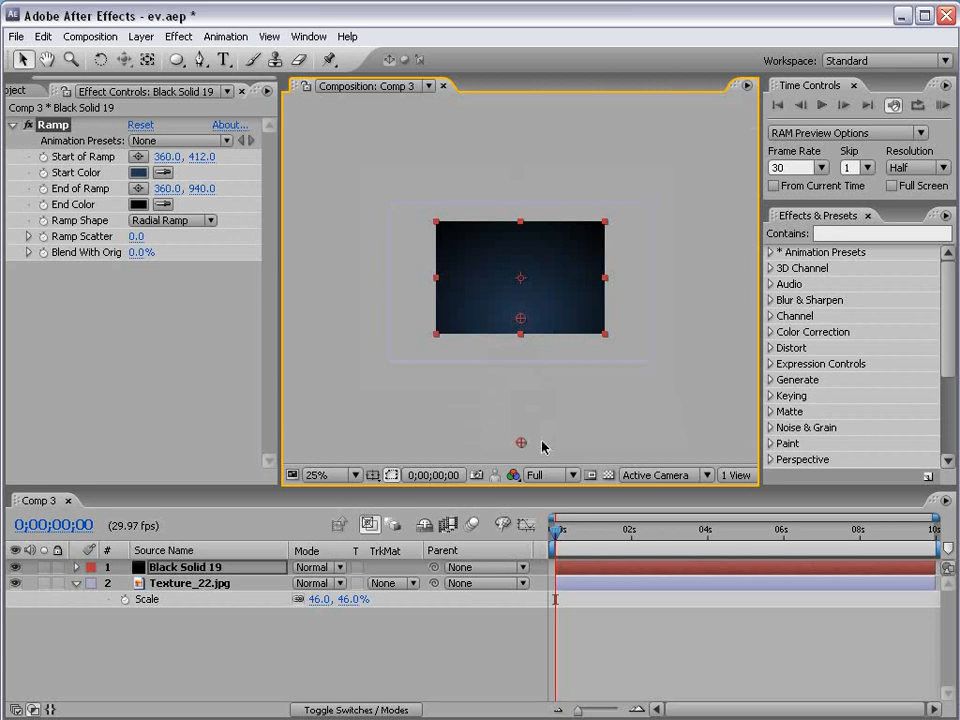 Adobe After Effects - ev.aep *
File Edit Composition Layer Effect Animation View Window Help
Workspace: Standard
oject Effect Controls: Black Solid 19
Comp 3 * Black Solid 19
Ramp Reset About...
Animation Presets: None
Start of Ramp 360.0, 412.0
Start Color
End of Ramp 360.0, 940.0
End Color
Ramp Shape Radial Ramp
Ramp Scatter 0.0
Blend With Orig 0.0%
Composition: Comp 3
25% 0;00;00;00 Full Active Camera 1 View
Time Controls
RAM Preview Options
Frame Rate Skip Resolution
30 1 Half
From Current Time Full Screen
Effects & Presets
Contains:
* Animation Presets
3D Channel
Audio
Blur & Sharpen
Channel
Color Correction
Distort
Expression Controls
Generate
Keying
Matte
Noise & Grain
Paint
Perspective
Comp 3
0;00;00;00 (29.97 fps)
0s 02s 04s 06s 08s 10s
# Source Name Mode T TrkMat Parent
1 Black Solid 19 Normal None
2 Texture_22.jpg Normal None None
Scale 46.0, 46.0%
Toggle Switches / Modes